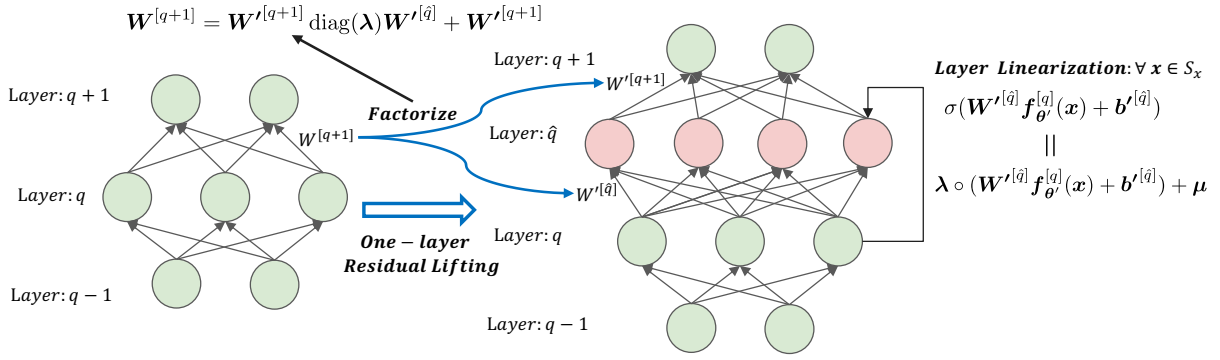 W^{[q+1]} = W'^{[q+1]} diag(λ)W'^{[q̂]} + W'^{[q+1]}
Layer: q + 1
Factorize
W^{[q+1]}
Layer: q
One − layer
Residual Lifting
Layer: q − 1
Layer: q + 1
W'^{[q+1]}
Layer: q̂
W'^{[q̂]}
Layer: q
Layer: q − 1
Layer Linearization: ∀ x ∈ S_x
σ(W'^{[q̂]} f_{θ'}^{[q]}(x) + b'^{[q̂]})
||
λ ∘ (W'^{[q̂]} f_{θ'}^{[q]}(x) + b'^{[q̂]}) + μ